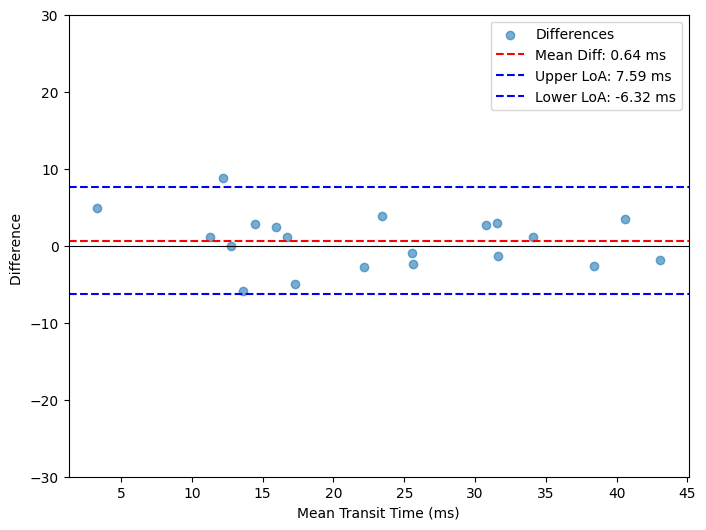 30
20
10
0
−10
−20
−30
Difference
Differences
Mean Diff: 0.64 ms
Upper LoA: 7.59 ms
Lower LoA: -6.32 ms
5 10 15 20 25 30 35 40 45
Mean Transit Time (ms)